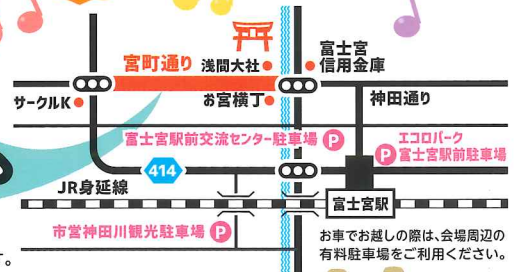 宮町通り
浅間大社
富士宮
信用金庫
サークルK
お宮横丁
神田通り
富士宮駅前交流センター駐車場 P
エコロパーク
P 富士宮駅前駐車場
414
JR身延線
富士宮駅
市営神田川観光駐車場 P
お車でお越しの際は、会場周辺の
有料駐車場をご利用ください。
す。